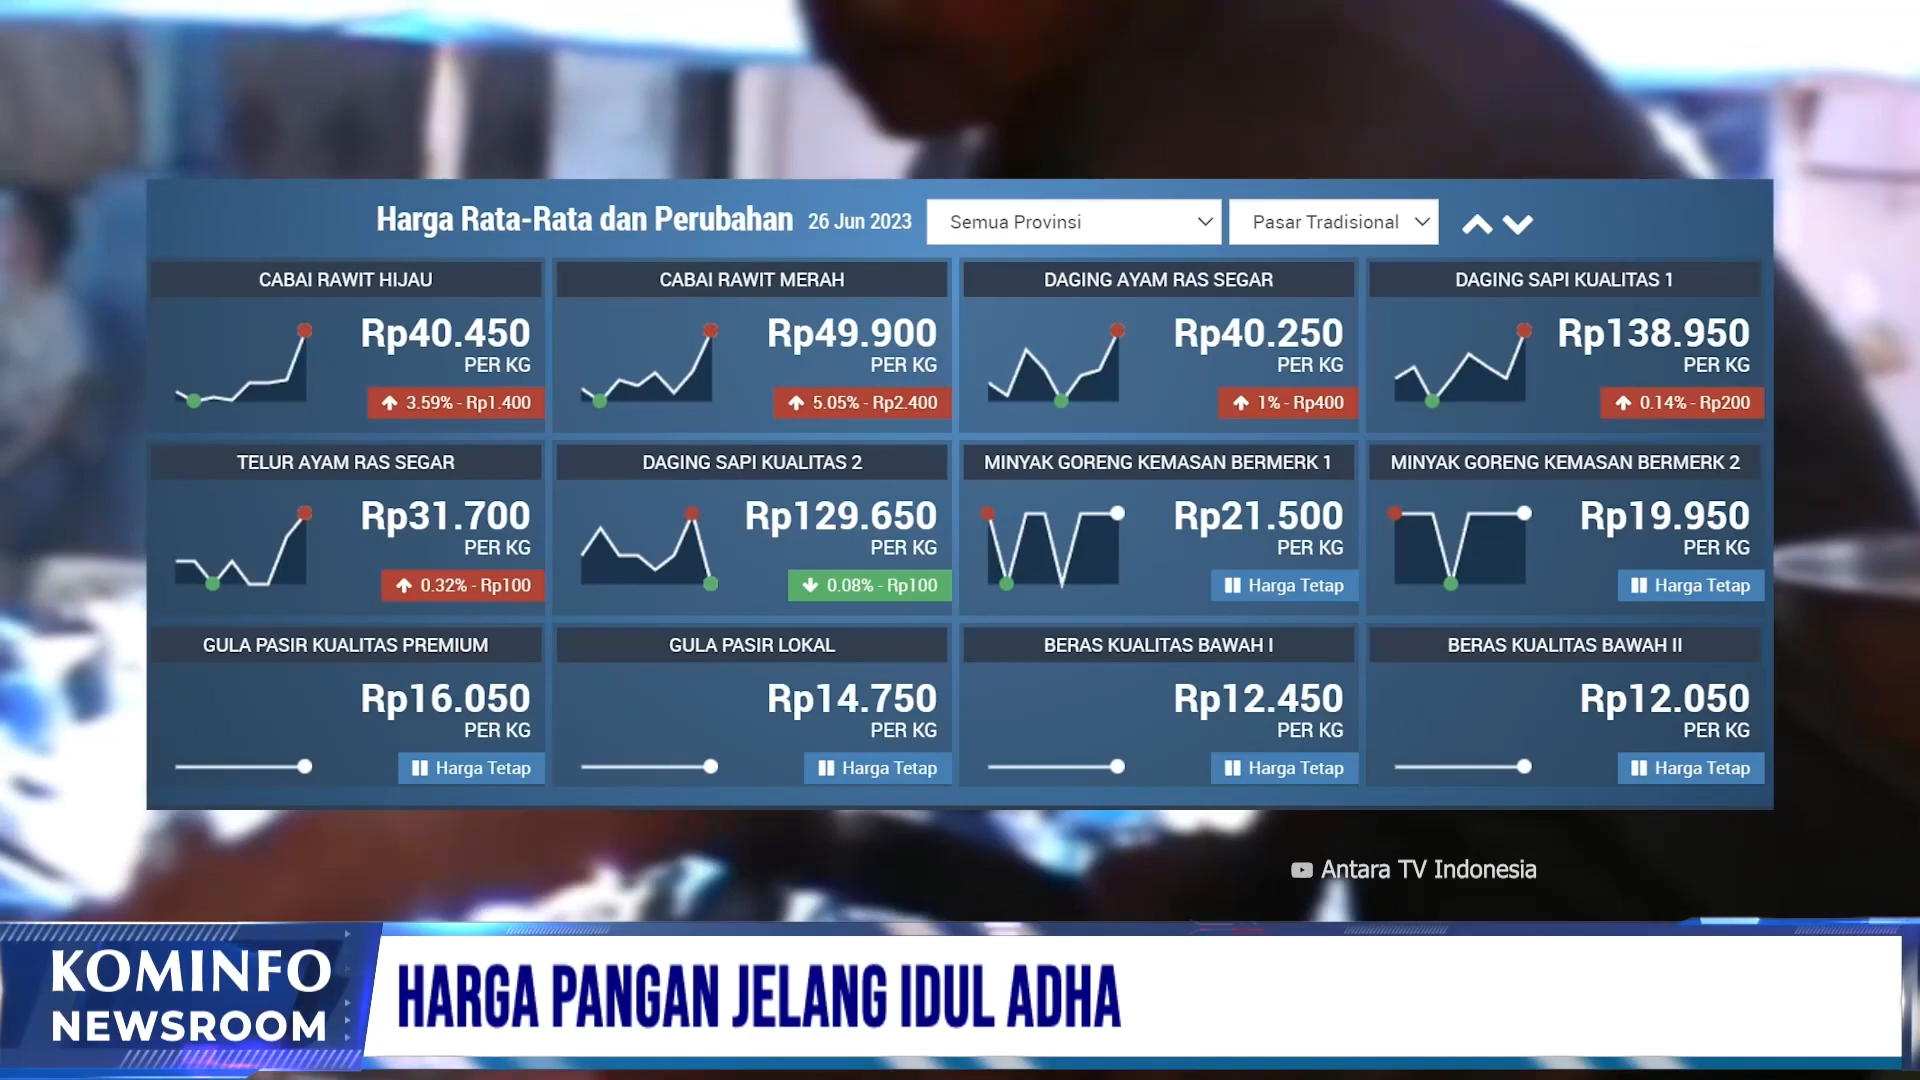 Harga Rata-Rata dan Perubahan 26 Jun 2023 Semua Provinsi Pasar Tradisional
CABAI RAWIT HIJAU
Rp40.450
PER KG
3.59% - Rp1.400
CABAI RAWIT MERAH
Rp49.900
PER KG
5.05% - Rp2.400
DAGING AYAM RAS SEGAR
Rp40.250
PER KG
1% - Rp400
DAGING SAPI KUALITAS 1
Rp138.950
PER KG
0.14% - Rp200
TELUR AYAM RAS SEGAR
Rp31.700
PER KG
0.32% - Rp100
DAGING SAPI KUALITAS 2
Rp129.650
PER KG
0.08% - Rp100
MINYAK GORENG KEMASAN BERMERK 1
Rp21.500
PER KG
Harga Tetap
MINYAK GORENG KEMASAN BERMERK 2
Rp19.950
PER KG
Harga Tetap
GULA PASIR KUALITAS PREMIUM
Rp16.050
PER KG
Harga Tetap
GULA PASIR LOKAL
Rp14.750
PER KG
Harga Tetap
BERAS KUALITAS BAWAH I
Rp12.450
PER KG
Harga Tetap
BERAS KUALITAS BAWAH II
Rp12.050
PER KG
Harga Tetap
Antara TV Indonesia
KOMINFO
NEWSROOM
HARGA PANGAN JELANG IDUL ADHA